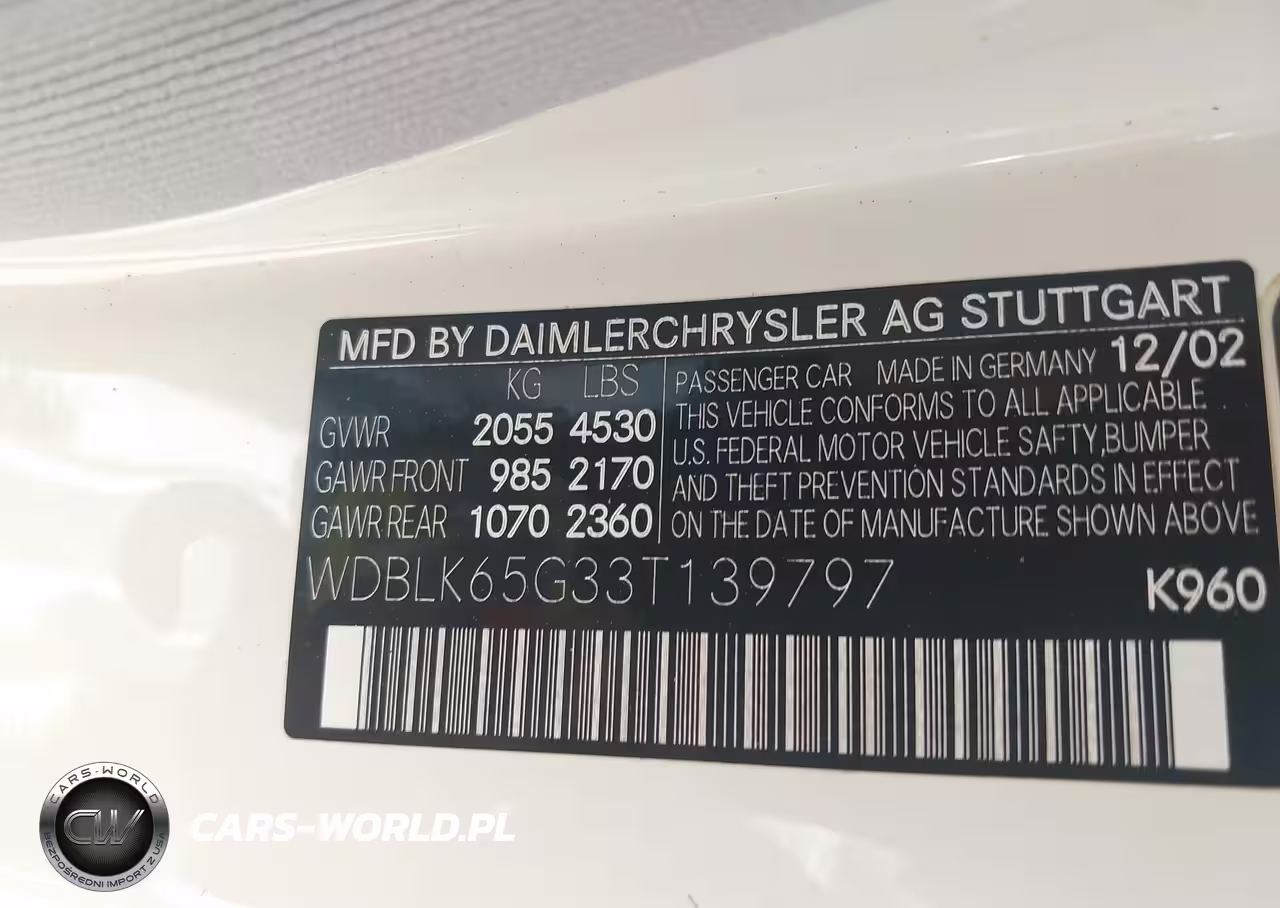 MFD BY DAIMLERCHRYSLER AG STUTTGART
KG LBS
GVWR 2055 4530
GAWR FRONT 985 2170
GAWR REAR 1070 2360
PASSENGER CAR MADE IN GERMANY 12/02
THIS VEHICLE CONFORMS TO ALL APPLICABLE
U.S. FEDERAL MOTOR VEHICLE SAFTY,BUMPER
AND THEFT PREVENTION STANDARDS IN EFFECT
ON THE DATE OF MANUFACTURE SHOWN ABOVE
WDBLK65G33T139797
K960
CARS-WORLD
CW
BEZPOŚREDNI IMPORT Z USA
CARS-WORLD.PL